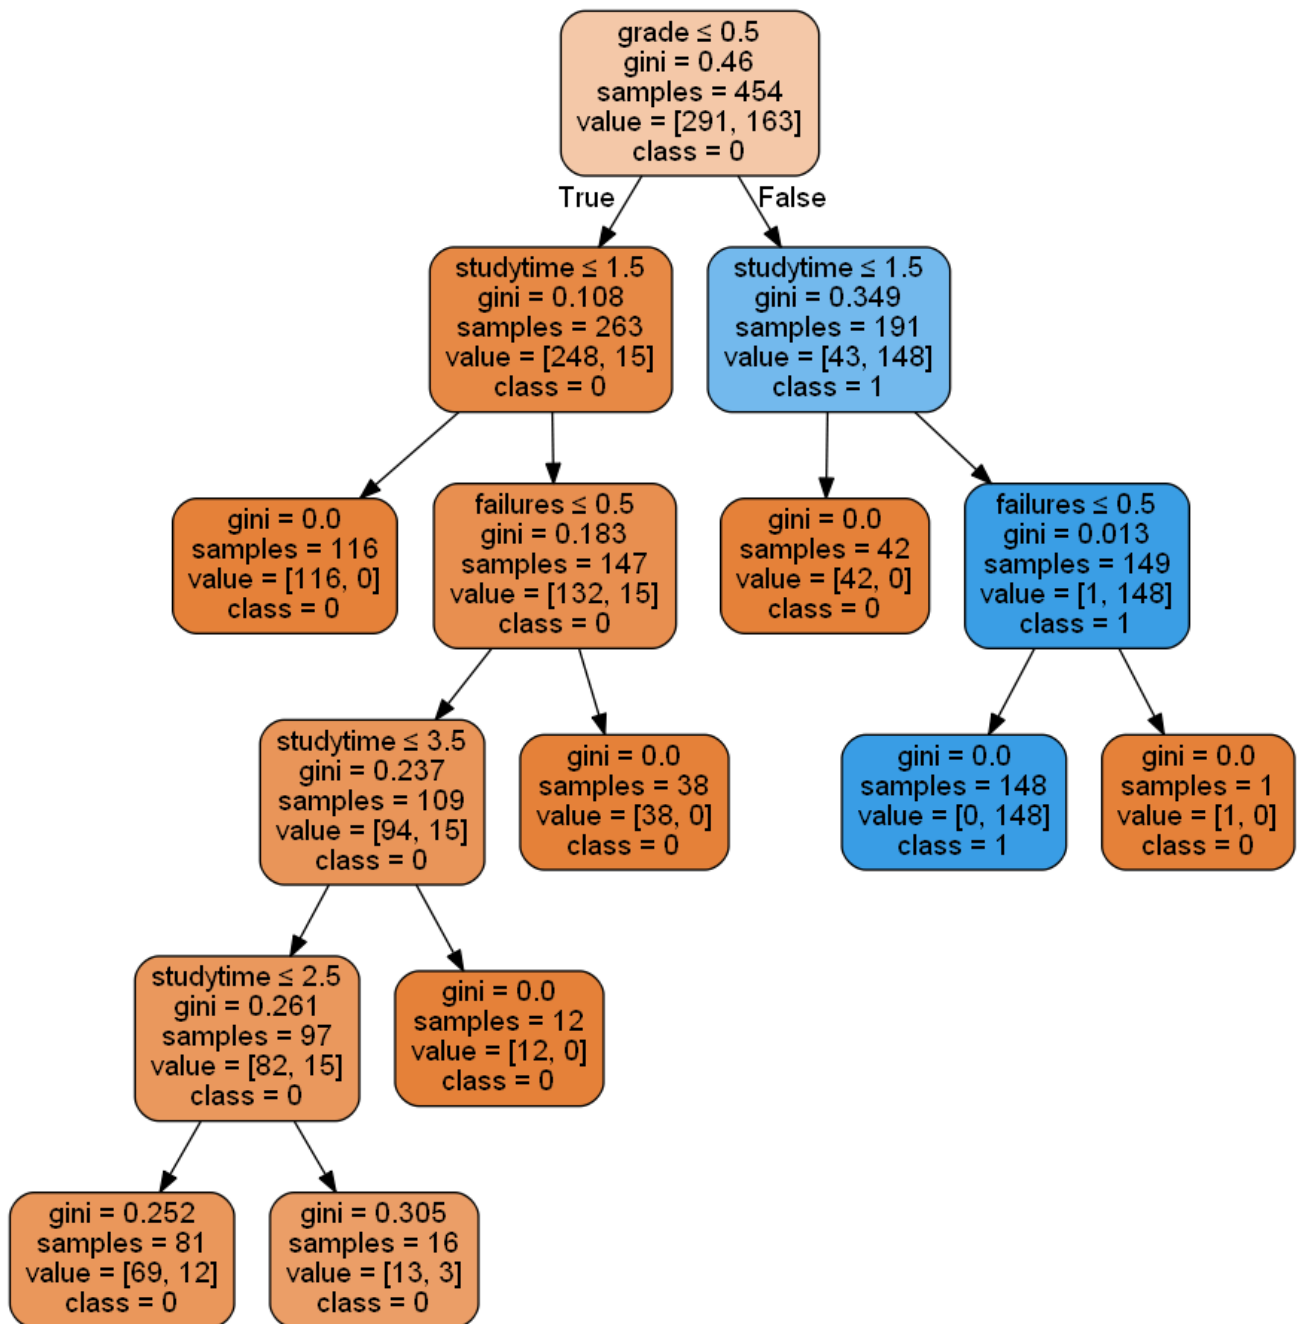 grade ≤ 0.5
gini = 0.46
samples = 454
value = [291, 163]
class = 0
True
False
studytime ≤ 1.5
gini = 0.108
samples = 263
value = [248, 15]
class = 0
studytime ≤ 1.5
gini = 0.349
samples = 191
value = [43, 148]
class = 1
gini = 0.0
samples = 116
value = [116, 0]
class = 0
failures ≤ 0.5
gini = 0.183
samples = 147
value = [132, 15]
class = 0
gini = 0.0
samples = 42
value = [42, 0]
class = 0
failures ≤ 0.5
gini = 0.013
samples = 149
value = [1, 148]
class = 1
studytime ≤ 3.5
gini = 0.237
samples = 109
value = [94, 15]
class = 0
gini = 0.0
samples = 38
value = [38, 0]
class = 0
gini = 0.0
samples = 148
value = [0, 148]
class = 1
gini = 0.0
samples = 1
value = [1, 0]
class = 0
studytime ≤ 2.5
gini = 0.261
samples = 97
value = [82, 15]
class = 0
gini = 0.0
samples = 12
value = [12, 0]
class = 0
gini = 0.252
samples = 81
value = [69, 12]
class = 0
gini = 0.305
samples = 16
value = [13, 3]
class = 0